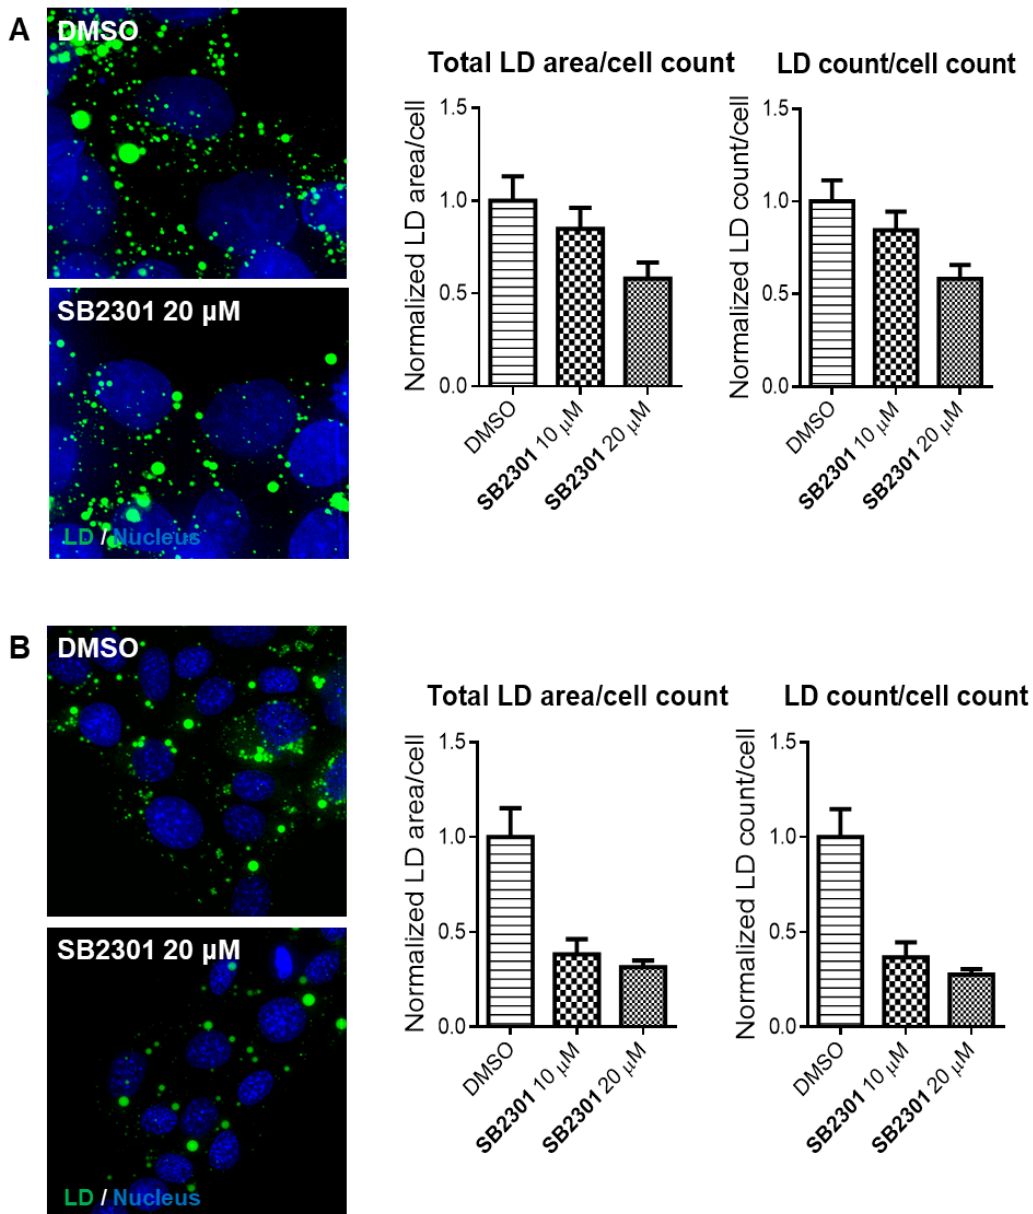 A
DMSO
SB2301 20 µM
LD / Nucleus
Total LD area/cell count
Normalized LD area/cell
1.5
1.0
0.5
0.0
DMSO
SB2301 10 µM
SB2301 20 µM
LD count/cell count
Normalized LD count/cell
1.5
1.0
0.5
0.0
DMSO
SB2301 10 µM
SB2301 20 µM
B
DMSO
SB2301 20 µM
LD / Nucleus
Total LD area/cell count
Normalized LD area/cell
1.5
1.0
0.5
0.0
DMSO
SB2301 10 µM
SB2301 20 µM
LD count/cell count
Normalized LD count/cell
1.5
1.0
0.5
0.0
DMSO
SB2301 10 µM
SB2301 20 µM